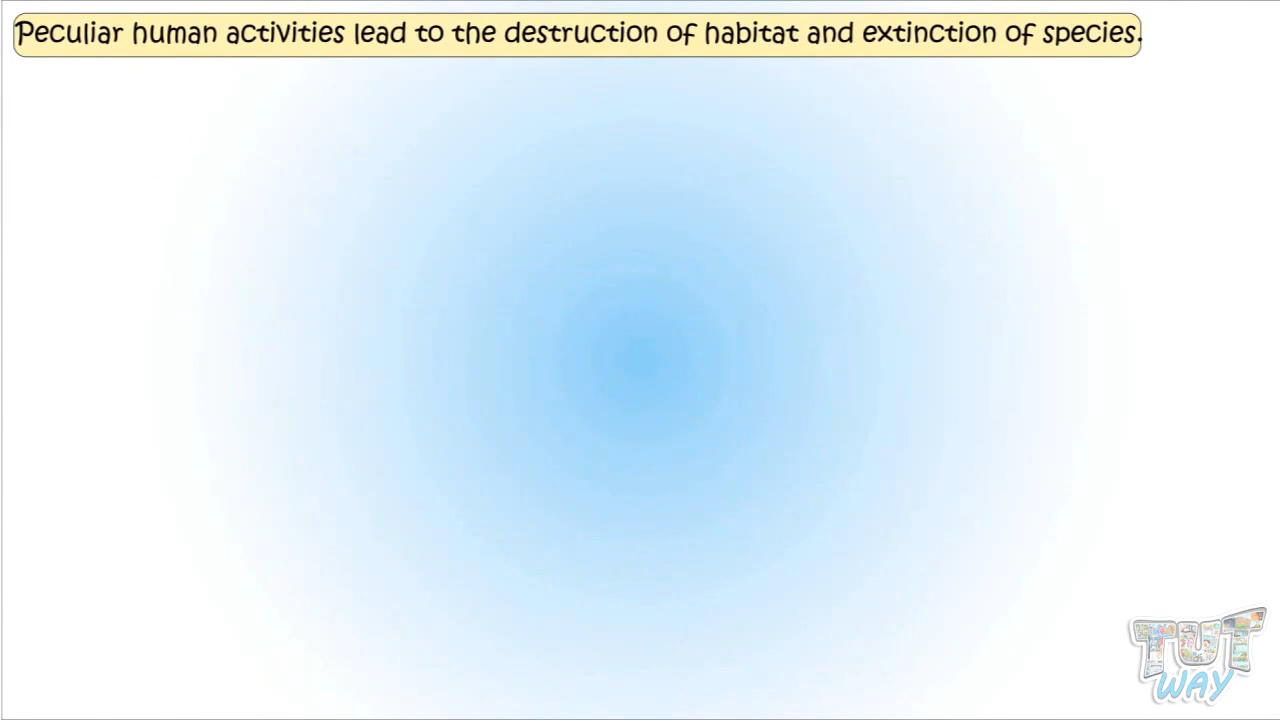 Peculiar human activities lead to the destruction of habitat and extinction of species.
TUT
WAY